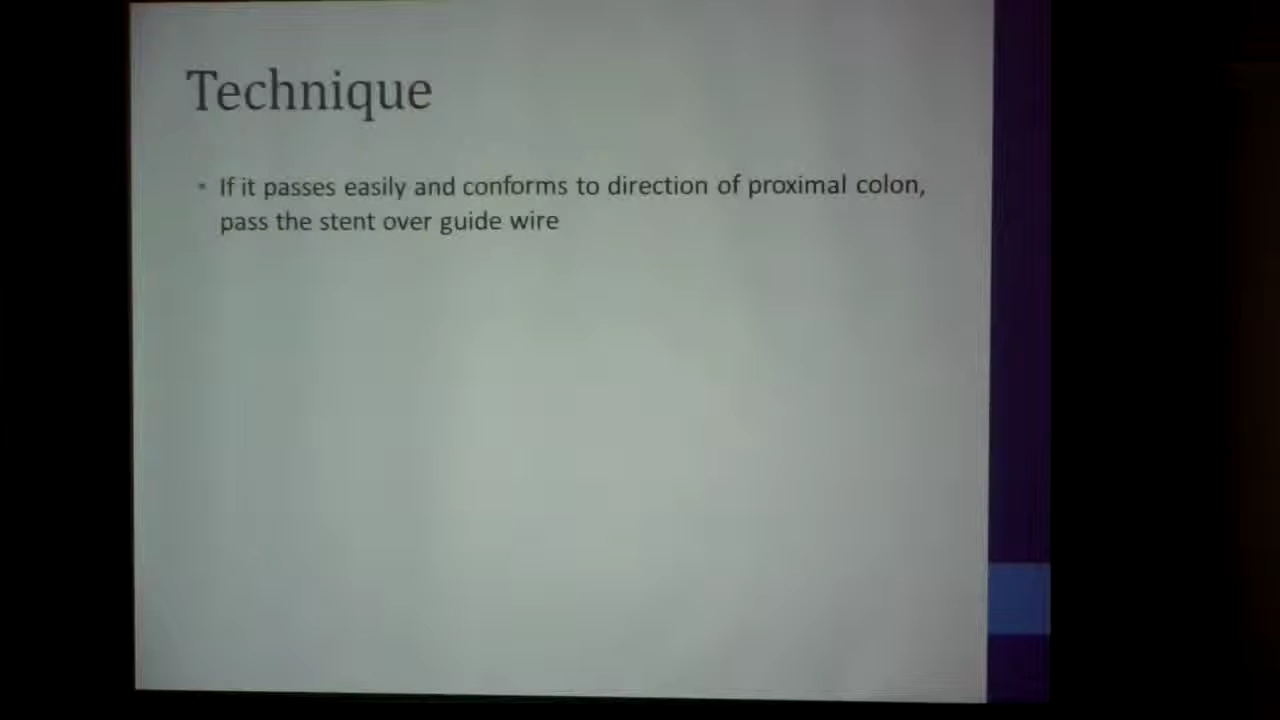 Technique
• If it passes easily and conforms to direction of proximal colon,
pass the stent over guide wire